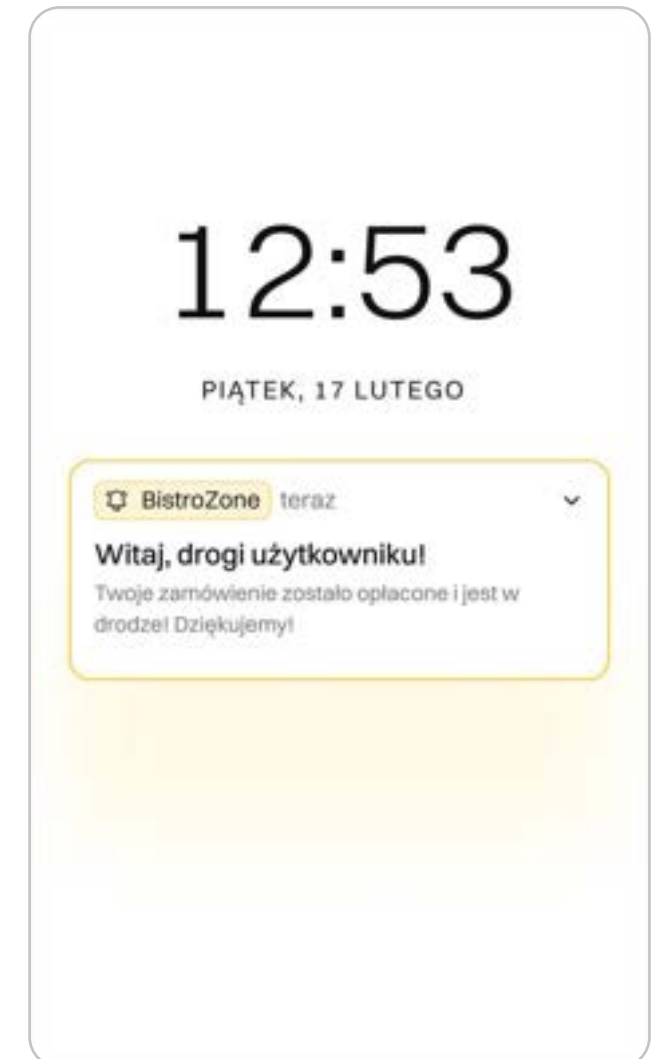 12:53
PIĄTEK, 17 LUTEGO
BistroZone teraz
Witaj, drogi użytkowniku!
Twoje zamówienie zostało opłacone i jest w
drodze! Dziękujemy!